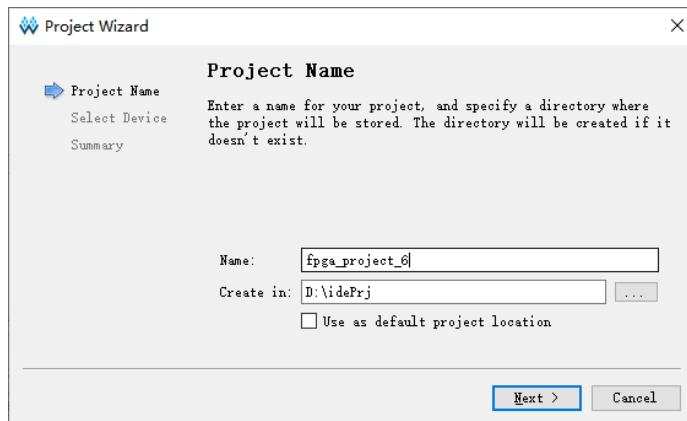 Project Wizard
Project Name
Select Device
Summary
Project Name
Enter a name for your project, and specify a directory where
the project will be stored. The directory will be created if it
doesn't exist.
Name: fpga_project_6
Create in: D:\idePrj ...
Use as default project location
Next > Cancel